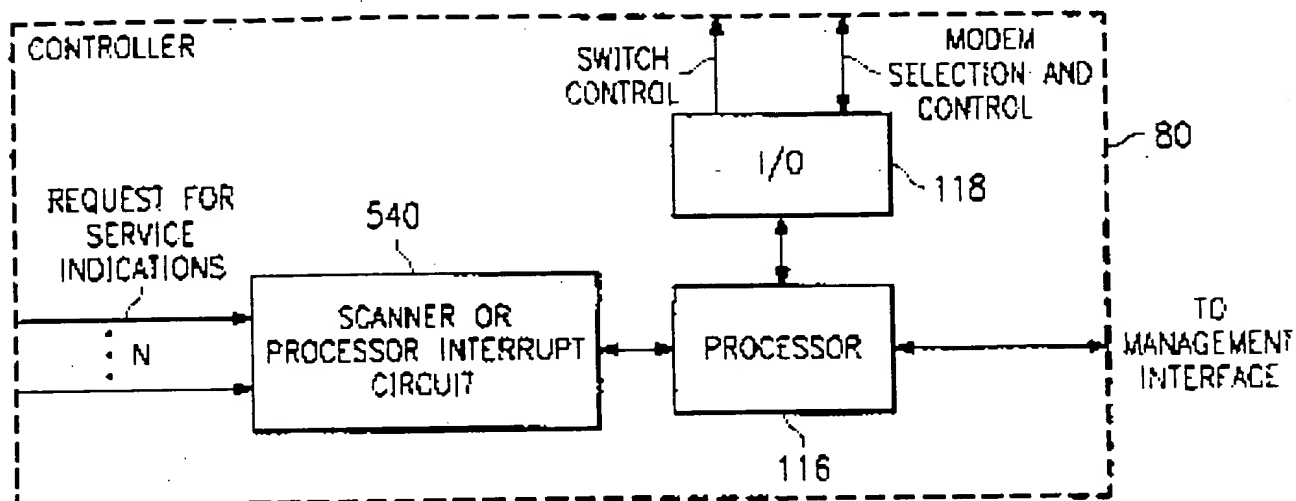 CONTROLLER
SWITCH
CONTROL
MODEM
SELECTION AND
CONTROL
80
I/O
118
REQUEST FOR
SERVICE
INDICATIONS
540
N
SCANNER OR
PROCESSOR INTERRUPT
CIRCUIT
PROCESSOR
116
TO
MANAGEMENT
INTERFACE